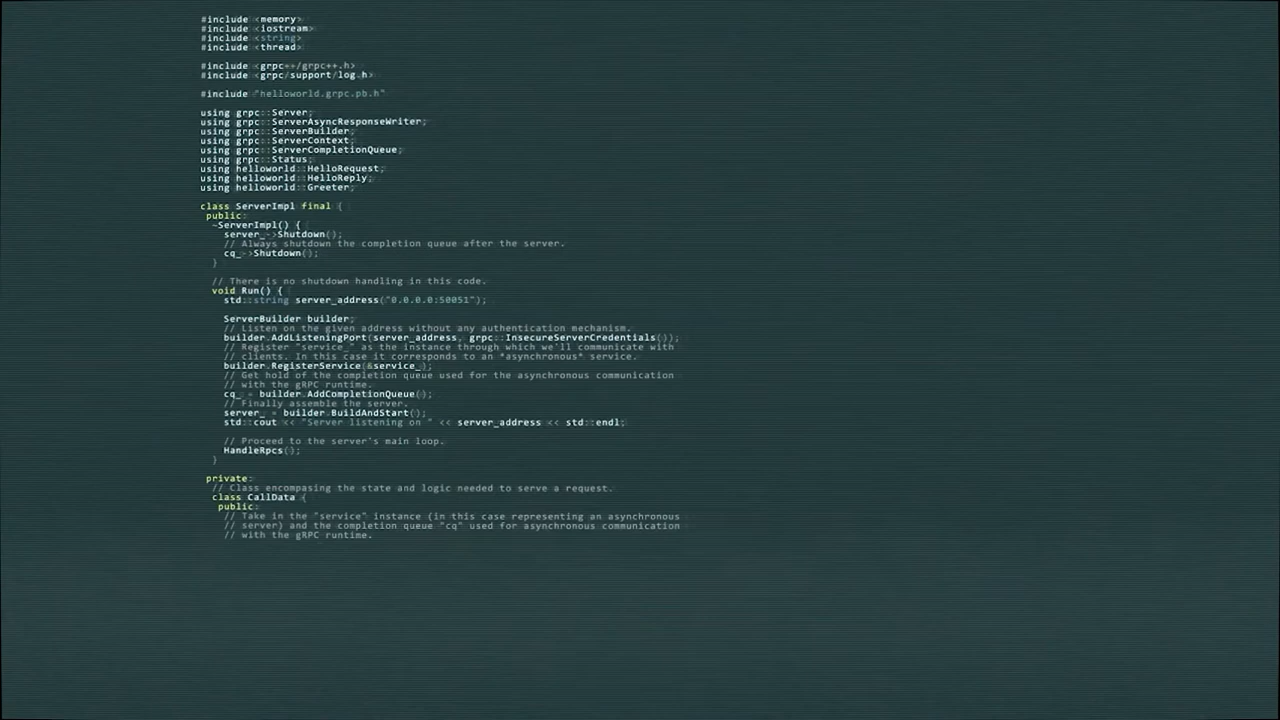 #include <memory>
#include <iostream>
#include <string>
#include <thread>
#include <grpc++/grpc++.h>
#include <grpc/support/log.h>
#include "helloworld.grpc.pb.h"
using grpc::Server;
using grpc::ServerAsyncResponseWriter;
using grpc::ServerBuilder;
using grpc::ServerContext;
using grpc::ServerCompletionQueue;
using grpc::Status;
using helloworld::HelloRequest;
using helloworld::HelloReply;
using helloworld::Greeter;
class ServerImpl final {
public:
~ServerImpl() {
server_->Shutdown();
// Always shutdown the completion queue after the server.
cq_->Shutdown();
}
// There is no shutdown handling in this code.
void Run() {
std::string server_address("0.0.0.0:50051");
ServerBuilder builder;
// Listen on the given address without any authentication mechanism.
builder.AddListeningPort(server_address, grpc::InsecureServerCredentials());
// Register "service_" as the instance through which we'll communicate with
// clients. In this case it corresponds to an *asynchronous* service.
builder.RegisterService(&service_);
// Get hold of the completion queue used for the asynchronous communication
// with the gRPC runtime.
cq_ = builder.AddCompletionQueue();
// Finally assemble the server.
server_ = builder.BuildAndStart();
std::cout << "Server listening on " << server_address << std::endl;
// Proceed to the server's main loop.
HandleRpcs();
}
private:
// Class encompasing the state and logic needed to serve a request.
class CallData {
public:
// Take in the "service" instance (in this case representing an asynchronous
// server) and the completion queue "cq" used for asynchronous communication
// with the gRPC runtime.